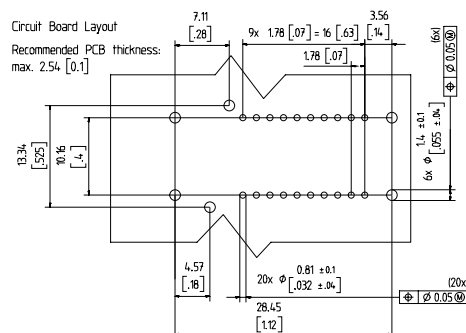 Circuit Board Layout
Recommended PCB thickness:
max. 2.54 [0.1]
7.11
[.28]
9x 1.78 [.07] = 16 [.63]
3.56
[.14]
1.78 [.07]
(6x)
⌖ ⌀ 0.05 Ⓜ
13.34
[.525]
10.16
[.4]
6x ⌀ 1.4 ±0.1
[.055 ±.04]
4.57
[.18]
20x ⌀ 0.81 ±0.1
[.032 ±.04]
(20x
⌖ ⌀ 0.05 Ⓜ
28.45
[1.12]